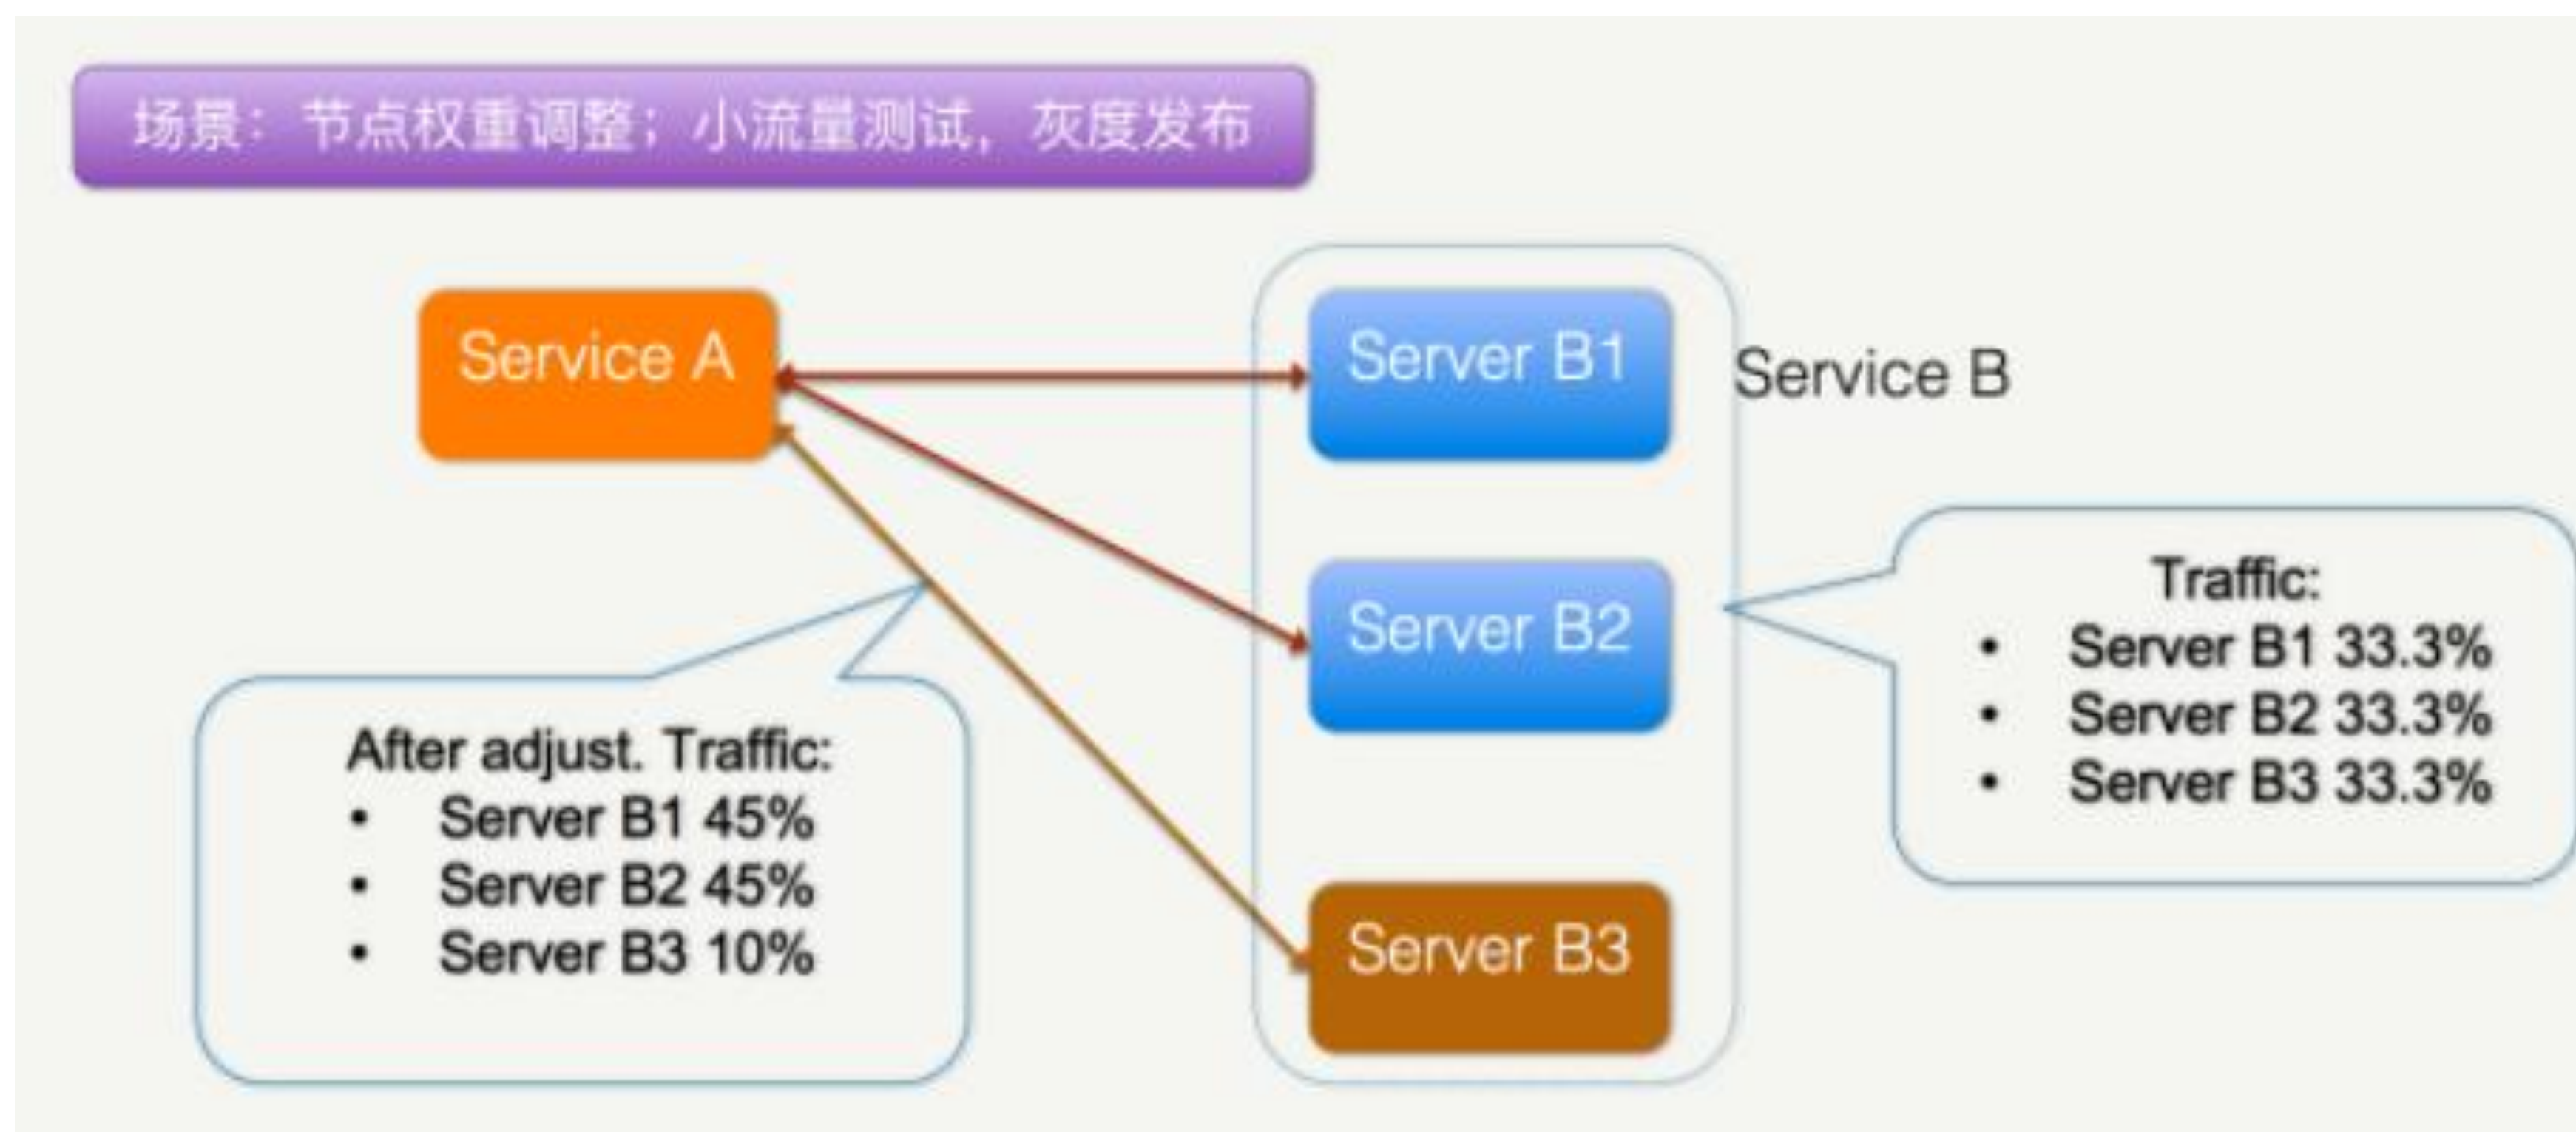 场景：节点权重调整；小流量测试，灰度发布
Service A
Server B1
Service B
Server B2
Traffic:
• Server B1 33.3%
• Server B2 33.3%
• Server B3 33.3%
After adjust. Traffic:
• Server B1 45%
• Server B2 45%
• Server B3 10%
Server B3